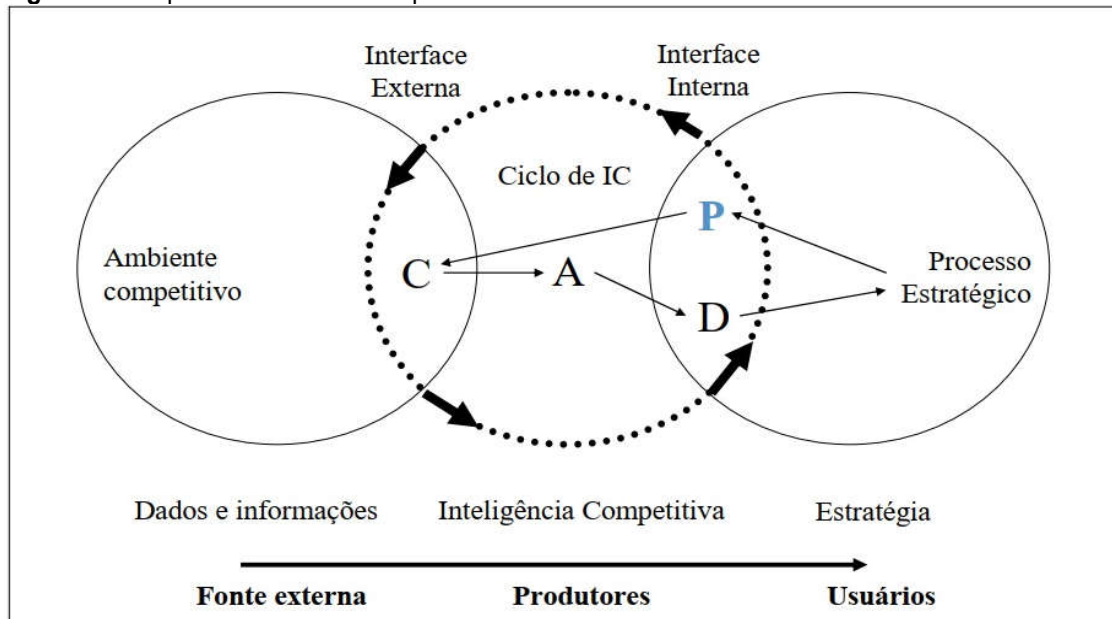 Interface
Externa
Interface
Interna
Ciclo de IC
P
Ambiente
competitivo
C
A
Processo
Estratégico
D
Dados e informações
Inteligência Competitiva
Estratégia
Fonte externa
Produtores
Usuários